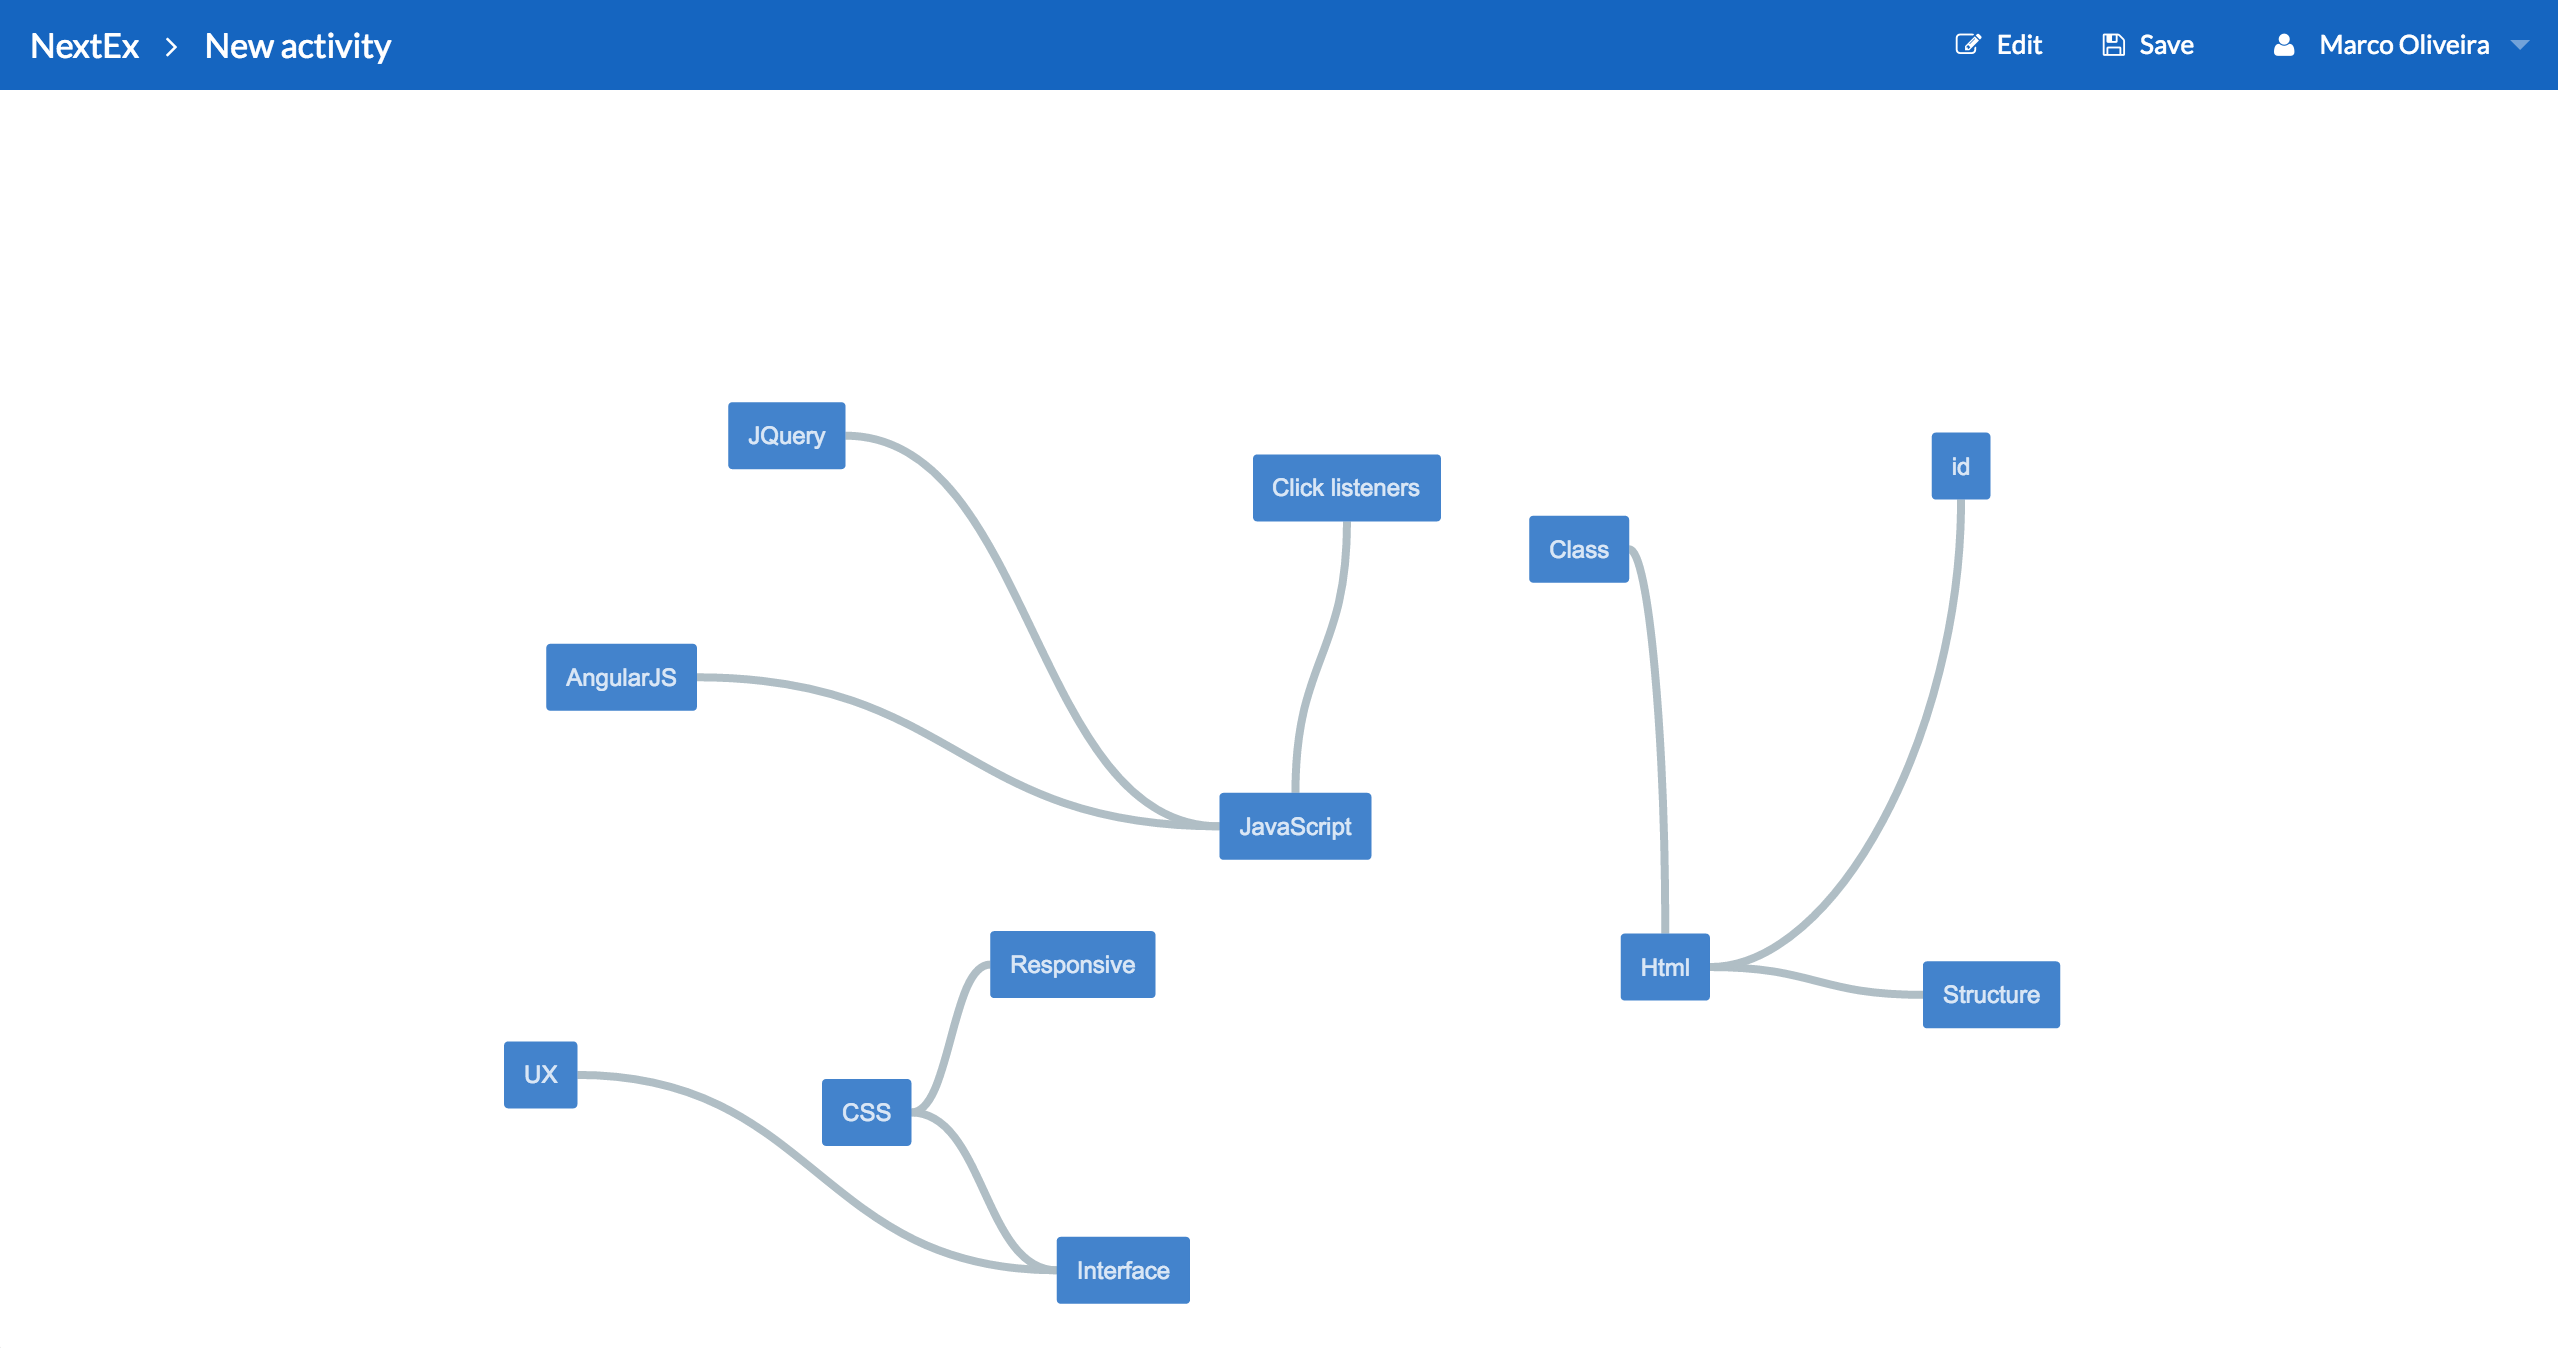 NextEx > New activity Edit Save Marco Oliveira
JQuery
id
Click listeners
Class
AngularJS
JavaScript
Responsive
Html
Structure
UX
CSS
Interface